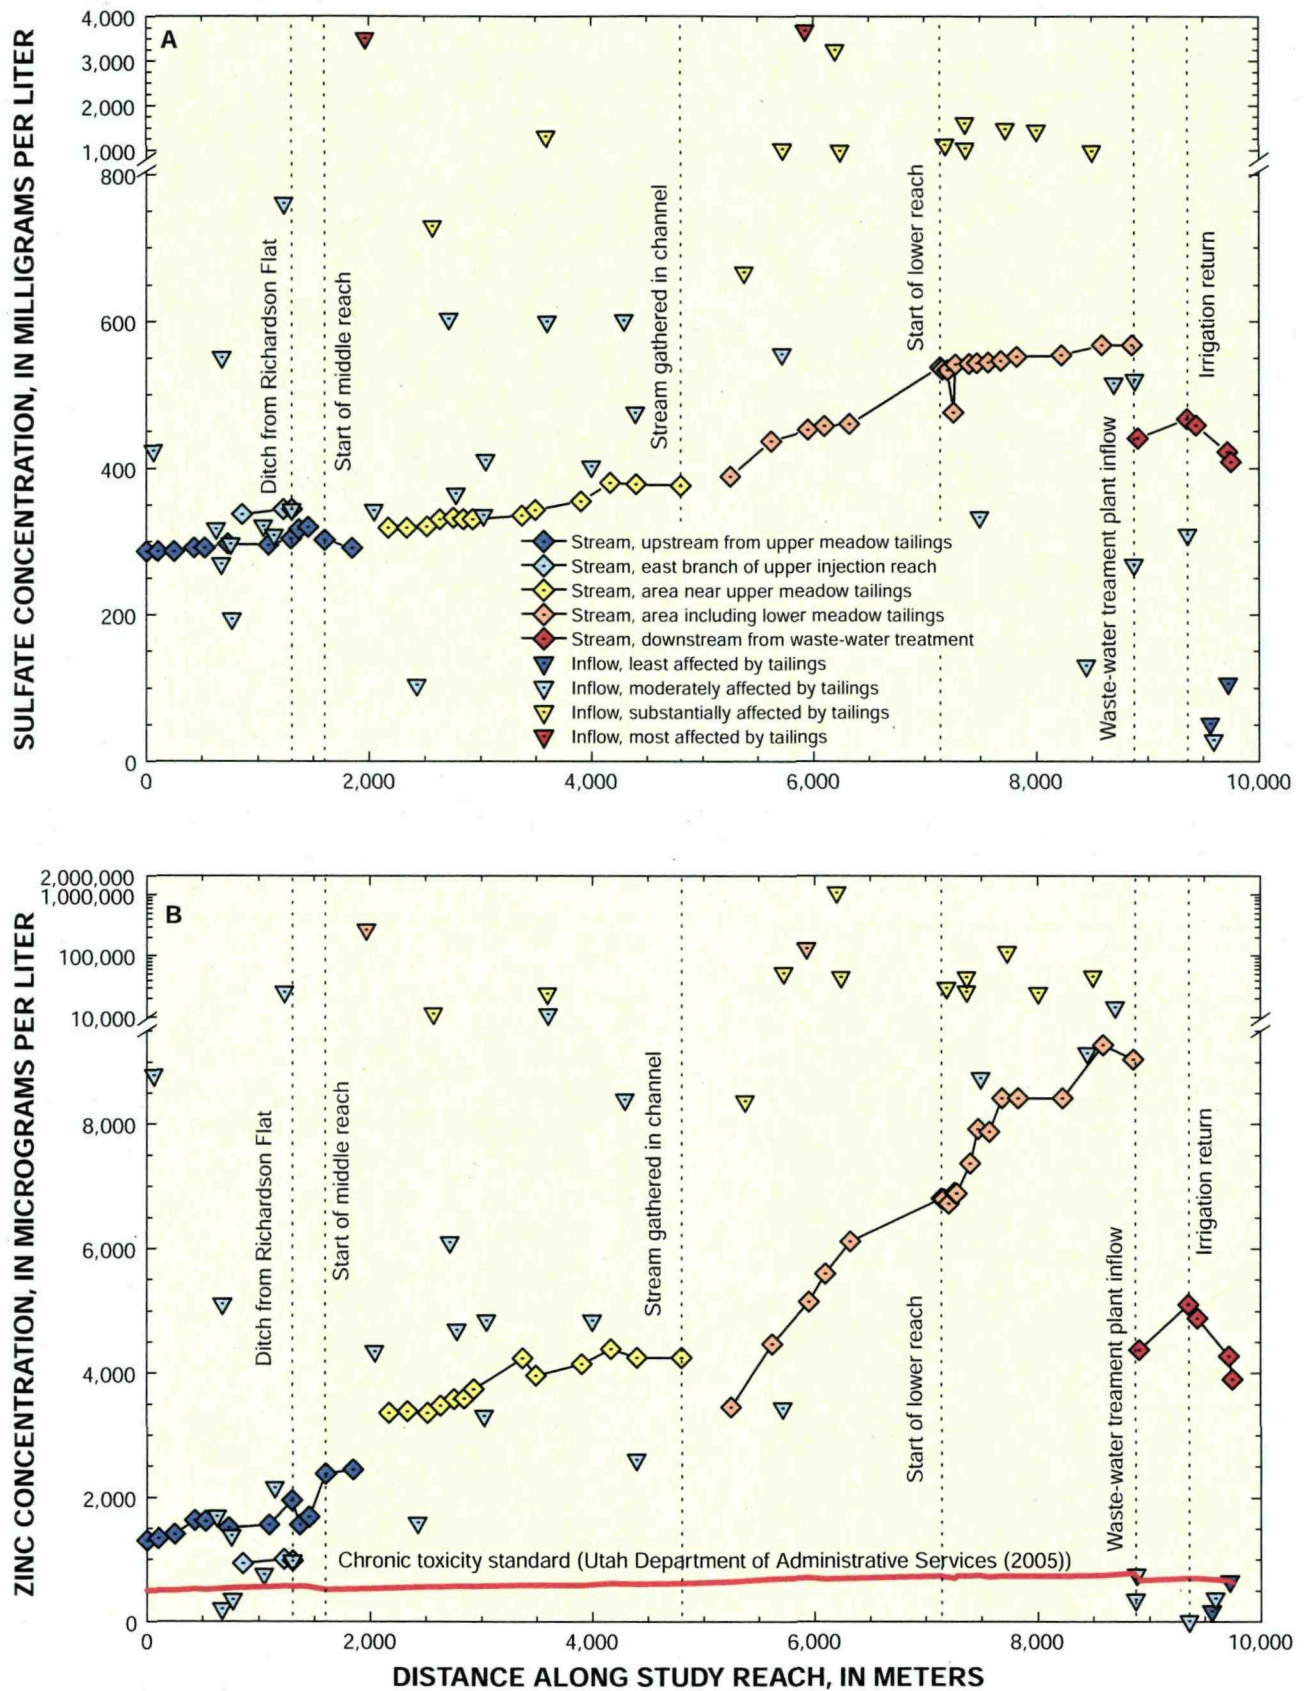 SULFATE CONCENTRATION, IN MILLIGRAMS PER LITER
4,000
3,000
2,000
1,000
800
600
400
200
0
A
Ditch from Richardson Flat
Start of middle reach
Stream gathered in channel
Start of lower reach
Waste-water treament plant inflow
Irrigation return
Stream, upstream from upper meadow tailings
Stream, east branch of upper injection reach
Stream, area near upper meadow tailings
Stream, area including lower meadow tailings
Stream, downstream from waste-water treatment
Inflow, least affected by tailings
Inflow, moderately affected by tailings
Inflow, substantially affected by tailings
Inflow, most affected by tailings
0 2,000 4,000 6,000 8,000 10,000
ZINC CONCENTRATION, IN MICROGRAMS PER LITER
2,000,000
1,000,000
100,000
10,000
8,000
6,000
4,000
2,000
0
B
Ditch from Richardson Flat
Start of middle reach
Stream gathered in channel
Start of lower reach
Waste-water treament plant inflow
Irrigation return
Chronic toxicity standard (Utah Department of Administrative Services (2005))
0 2,000 4,000 6,000 8,000 10,000
DISTANCE ALONG STUDY REACH, IN METERS